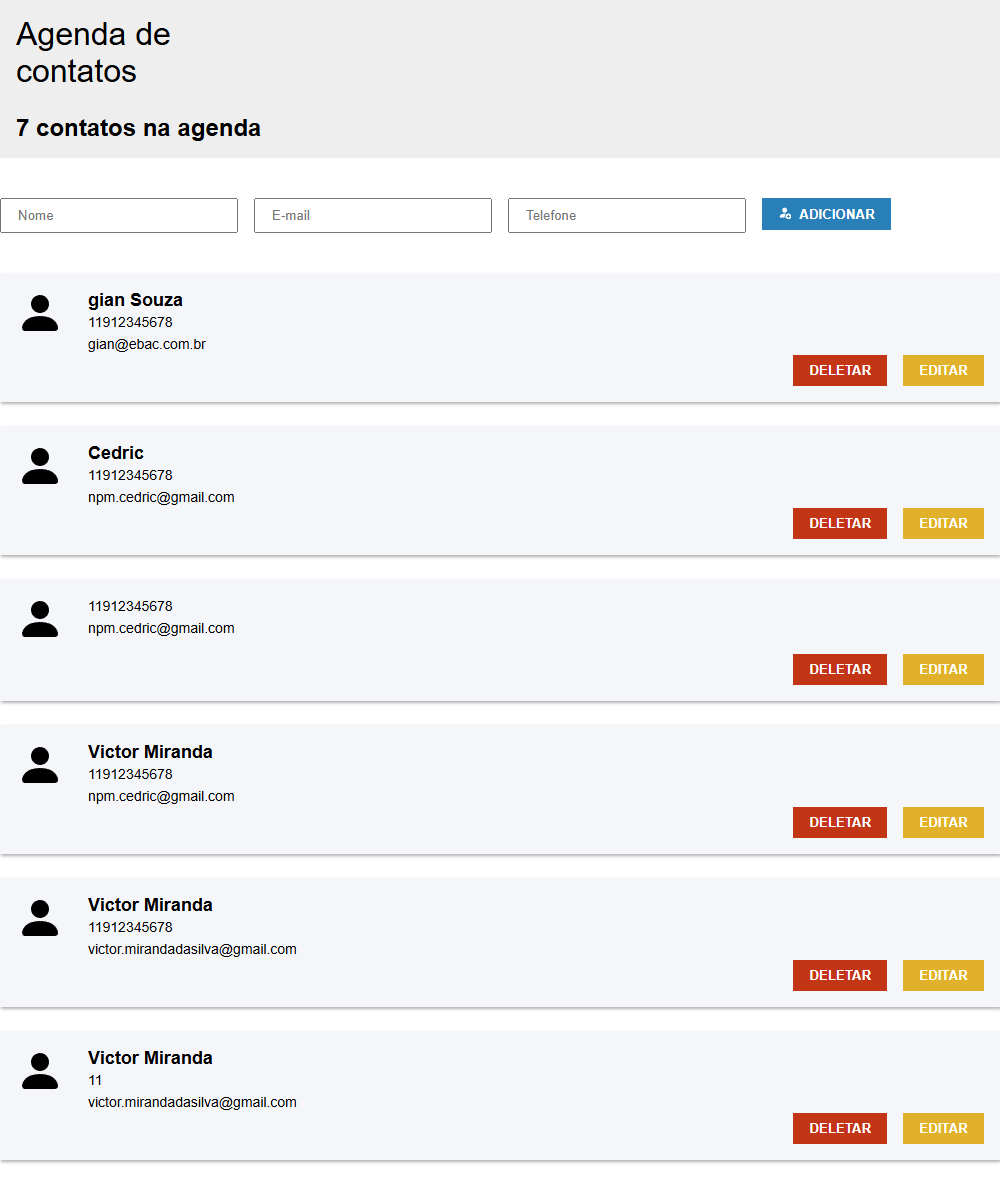 Agenda de
contatos
7 contatos na agenda
Nome E-mail Telefone ADICIONAR
gian Souza
11912345678
gian@ebac.com.br
DELETAR EDITAR
Cedric
11912345678
npm.cedric@gmail.com
DELETAR EDITAR
11912345678
npm.cedric@gmail.com
DELETAR EDITAR
Victor Miranda
11912345678
npm.cedric@gmail.com
DELETAR EDITAR
Victor Miranda
11912345678
victor.mirandadasilva@gmail.com
DELETAR EDITAR
Victor Miranda
11
victor.mirandadasilva@gmail.com
DELETAR EDITAR